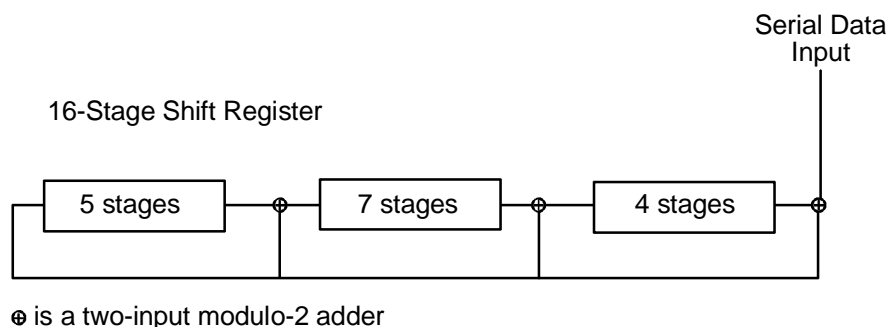 Serial Data
Input
16-Stage Shift Register
5 stages
7 stages
4 stages
⊕ is a two-input modulo-2 adder